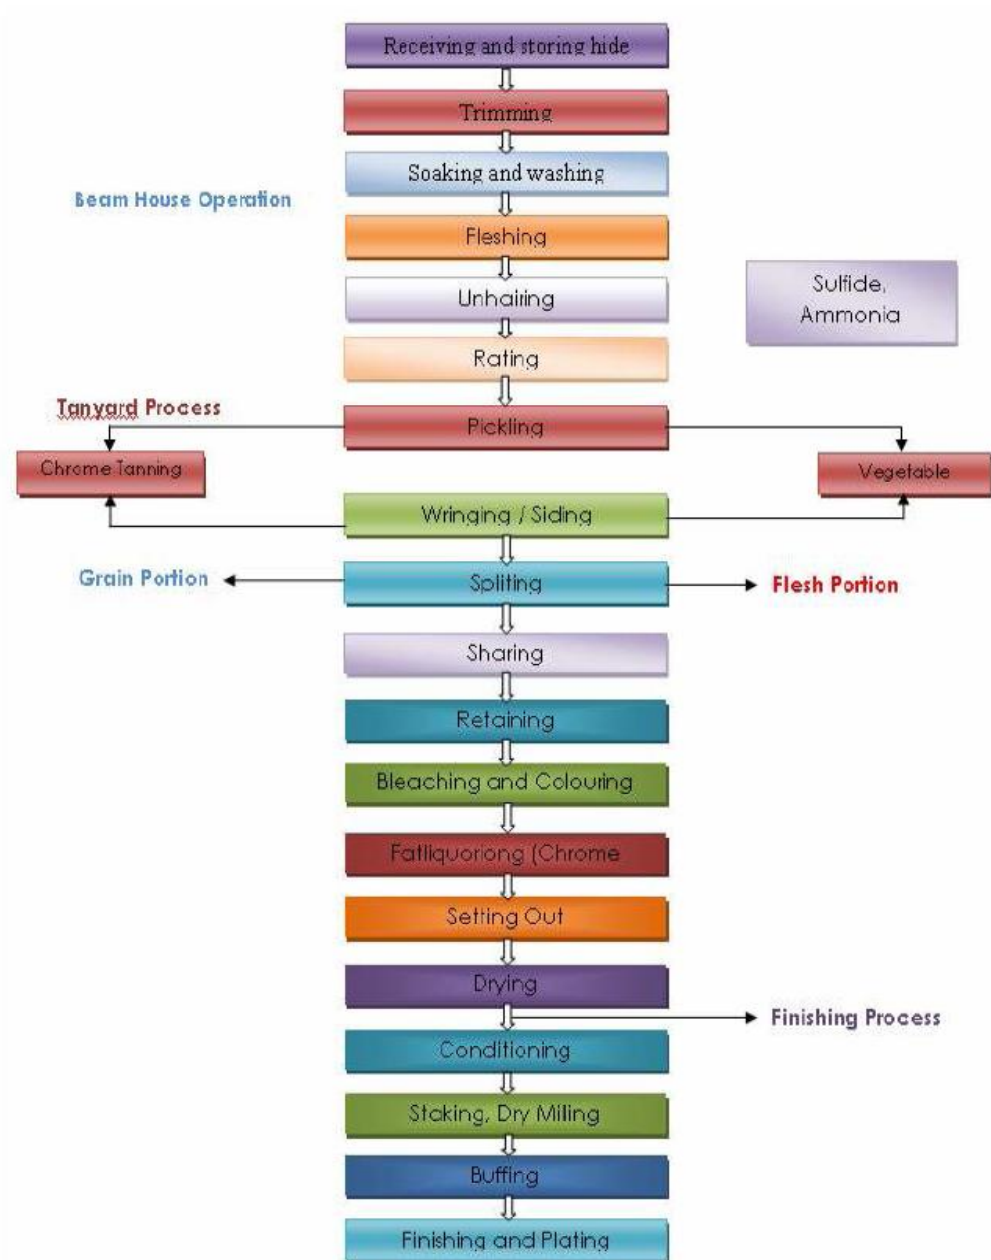 Receiving and storing hide
Trimming
Soaking and washing
Beam House Operation
Fleshing
Sulfide,
Ammonia
Unhairing
Rating
Tanyard Process
Pickling
Chrome Tanning
Vegetable
Wringing / Siding
Grain Portion
Spliting
Flesh Portion
Sharing
Retaining
Bleaching and Colouring
Fatliquoriong (Chrome
Setting Out
Drying
Finishing Process
Conditioning
Staking, Dry Milling
Buffing
Finishing and Plating